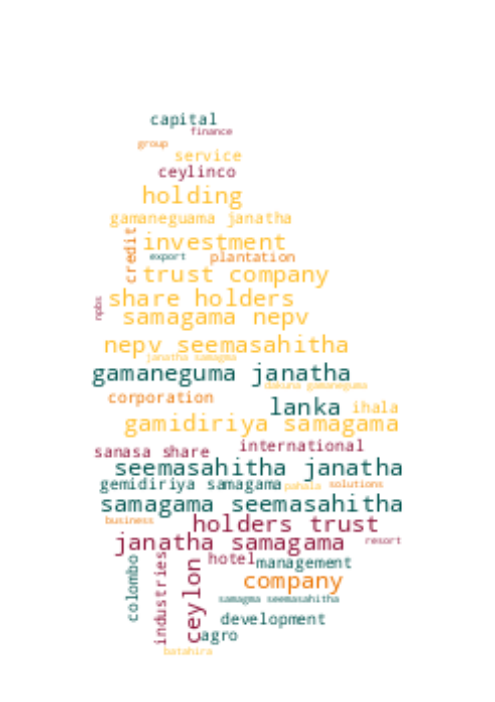 capital
finance
group
service
ceylinco
holding
gamaneguama janatha
credit
investment
export
plantation
trust company
share holders
npbs
samagama nepv
nepv seemasahitha
janatha samagma
gamaneguma janatha
dakuna gamaneguma
corporation
lanka
ihala
gamidiriya samagama
international
sanasa share
seemasahitha janatha
gemidiriya samagama
pahala
solutions
samagama seemasahitha
business
holders trust
janatha samagama
resort
colombo
industries
ceylon
hotel
management
company
samagma seemasahitha
development
agro
batahira